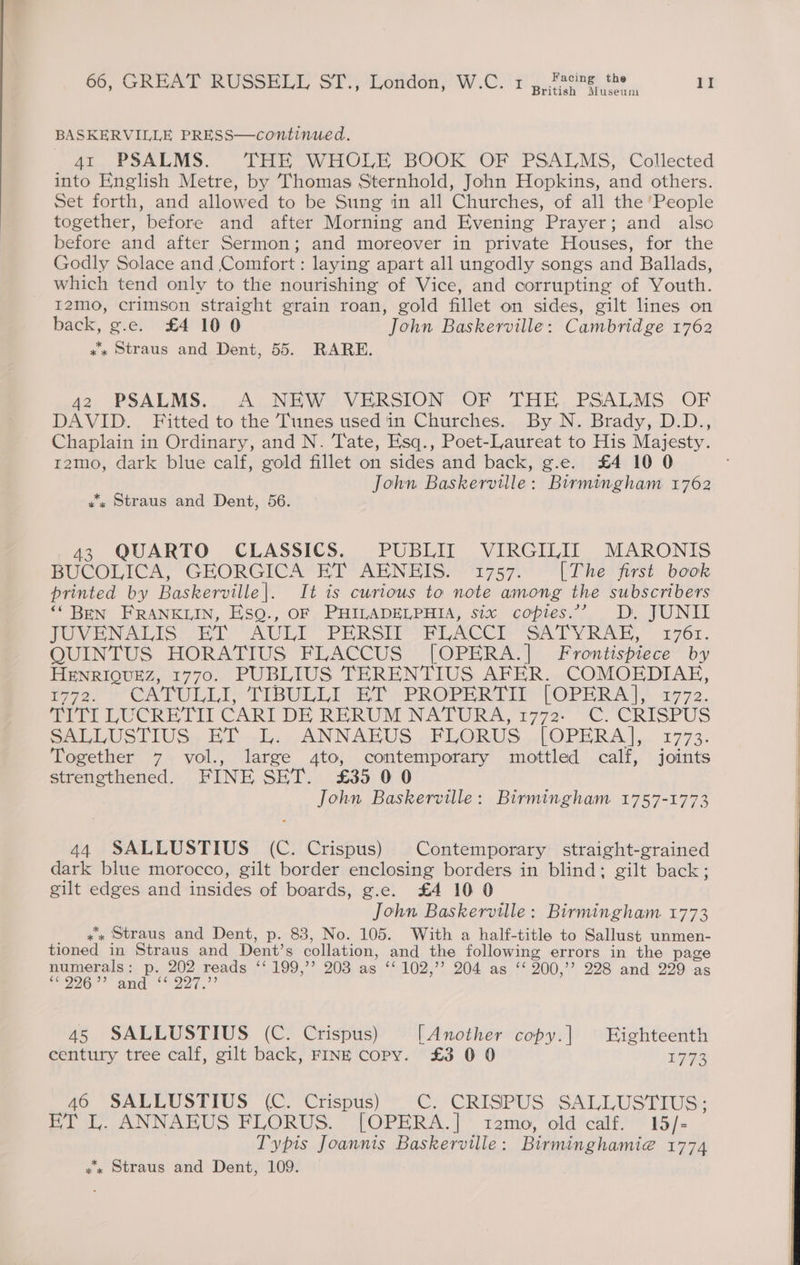 66, GREAT RUSSELL ST., London, W.C. 1 Facing the British Museum 11
BASKERVILLE PRESS—continued.
41 PSALMS. THE WHOLE BOOK OF PSALMS, Collected
into English Metre, by Thomas Sternhold, John Hopkins, and others.
Set forth, and allowed to be Sung in all Churches, of all the 'People
together, before and after Morning and Evening Prayer; and also
before and after Sermon; and moreover in private Houses, for the
Godly Solace and Comfort: laying apart all ungodly songs and Ballads,
which tend only to the nourishing of Vice, and corrupting of Youth.
12mo, crimson straight grain roan, gold fillet on sides, gilt lines on
back, g.e. £4 10 0 John Baskerville: Cambridge 1762
*** Straus and Dent, 55. RARE.
42 PSALMS. A NEW VERSION OF THE PSALMS OF
DAVID. Fitted to the Tunes used in Churches. By N. Brady, D.D.,
Chaplain in Ordinary, and N. Tate, Esq., Poet-Laureat to His Majesty.
12mo, dark blue calf, gold fillet on sides and back, g.e. £4 10 0
John Baskerville: Birmingham 1762
*** Straus and Dent, 56.
43 QUARTO CLASSICS. PUBLII VIRGILII MARONIS
BUCOLICA, GEORGICA ET AENEIS. 1757. [The first book
printed by Baskerville]. It is curious to note among the subscribers
“BEN FRANKLIN, ESQ., OF PHILADELPHIA, six copies.” D. JUNII
JUVENALIS ET AULI PERSII FLACCI SATYRAE, 1761.
QUINTUS HORATIUS FLACCUS [OPERA.] Frontispiece by
HENRIQUEZ, 1770. PUBLIUS TERENTIUS AFER. COMOEDIAE,
1772. CATULLI, TIBULLI ET PROPERTII [OPERA], 1772.
TITI LUCRETII CARI DE RERUM NATURA, 1772. C. CRISPUS
SALLUSTIUS ET L. ANNAEUS FLORUS [OPERA], 1773.
Together 7 vol., large 4to, contemporary mottled calf, joints
strengthened. FINE SET. £35 0 0
John Baskerville: Birmingham 1757-1773
44 SALLUSTIUS (C. Crispus) Contemporary straight-grained
dark blue morocco, gilt border enclosing borders in blind; gilt back;
gilt edges and insides of boards, g.e. £4 10 0
John Baskerville: Birmingham 1773
*** Straus and Dent, p. 83, No. 105. With a half-title to Sallust unmen-
tioned in Straus and Dent’s collation, and the following errors in the page
numerals: p. 202 reads “199,” 203 as “102,” 204 as “200,” 228 and 229 as
“226” and “227.”
45 SALLUSTIUS (C. Crispus) [Another copy.] Eighteenth
century tree calf, gilt back, FINE COPY. £3 0 0 1773
46 SALLUSTIUS (C. Crispus) C. CRISPUS SALLUSTIUS;
ET L. ANNAEUS FLORUS. [OPERA.] 12mo, old calf. 15/-
Typis Joannis Baskerville: Birminghamiæ 1774
*** Straus and Dent, 109.